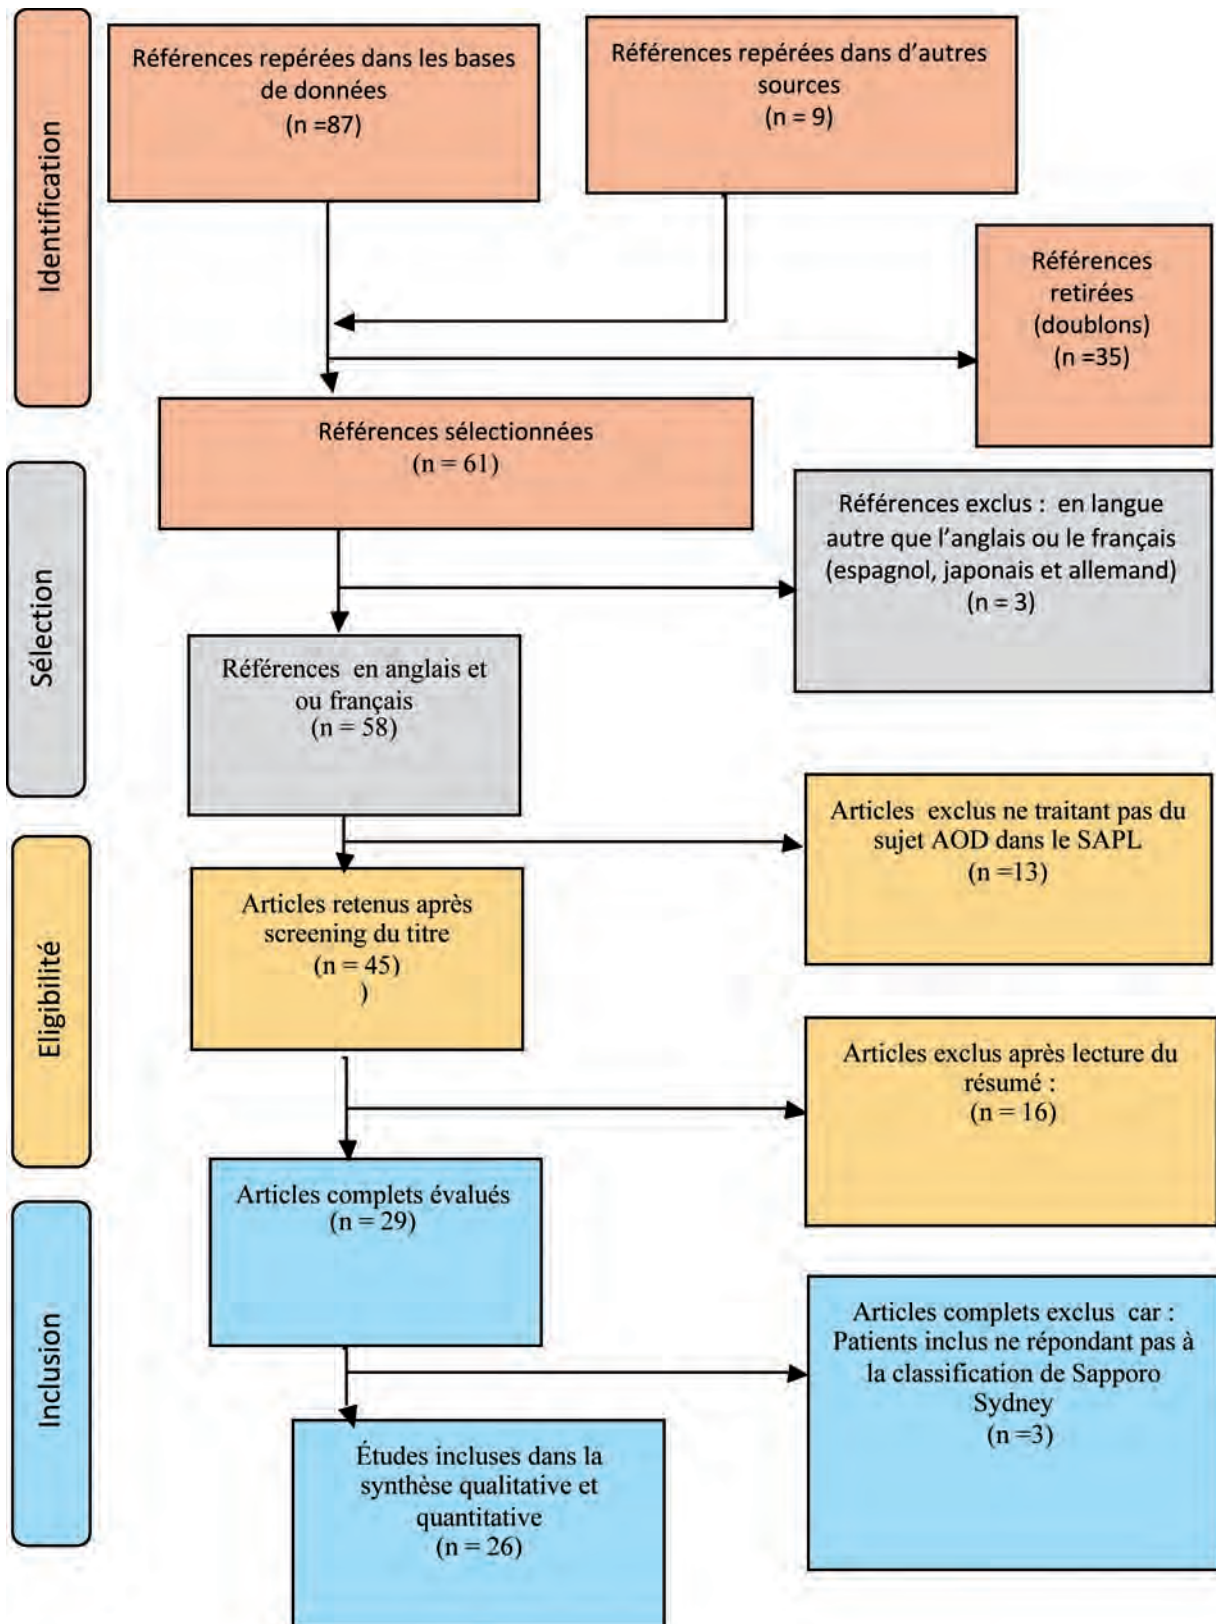 Identification
Références repérées dans les bases
de données
(n =87)
Références repérées dans d'autres
sources
(n = 9)
Références
retirées
(doublons)
(n =35)
Références sélectionnées
(n = 61)
Sélection
Références exclus :  en langue
autre que l'anglais ou le français
(espagnol, japonais et allemand)
(n = 3)
Références  en anglais et
ou français
(n = 58)
Eligibilité
Articles  exclus ne traitant pas du
sujet AOD dans le SAPL
(n =13)
Articles retenus après
screening du titre
(n = 45)
)
Articles exclus après lecture du
résumé :
(n = 16)
Inclusion
Articles complets évalués
(n = 29)
Articles complets exclus  car :
Patients inclus ne répondant pas à
la classification de Sapporo
Sydney
(n =3)
Études incluses dans la
synthèse qualitative et
quantitative
(n = 26)